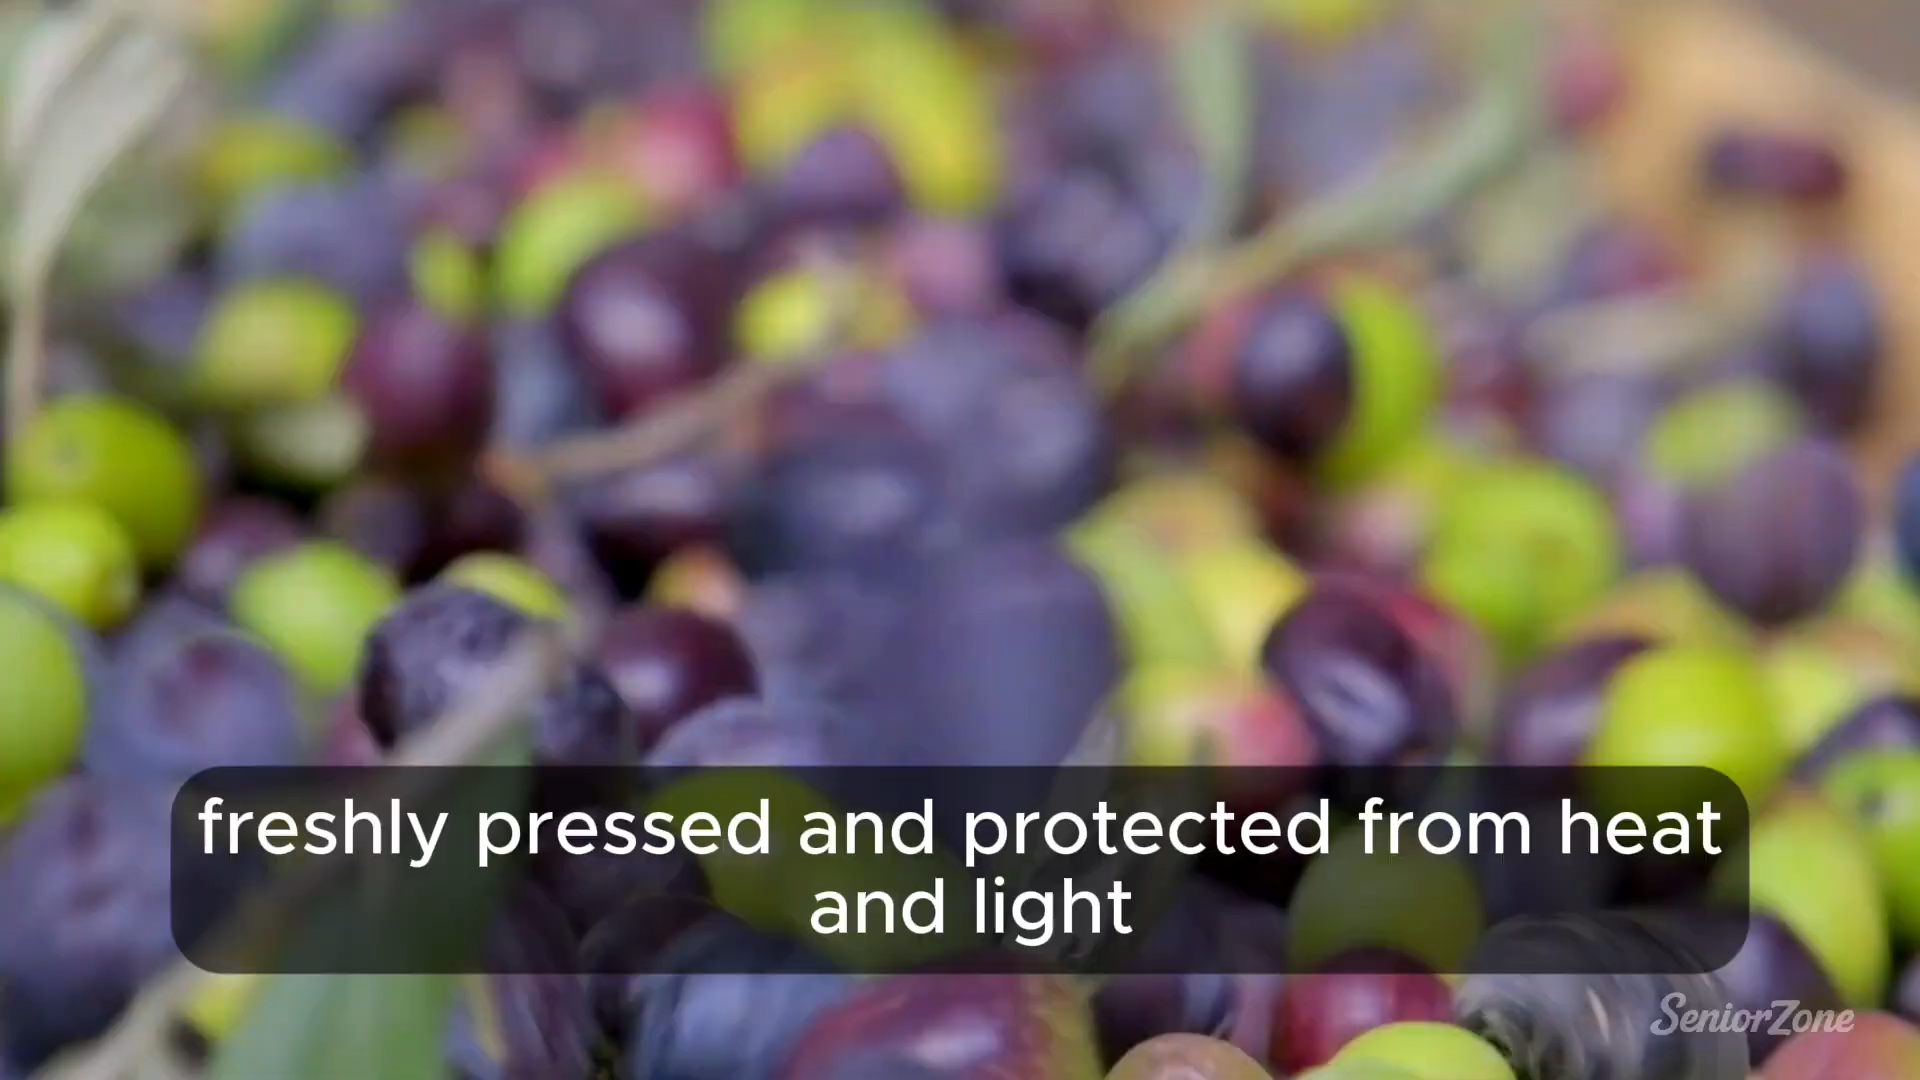 freshly pressed and protected from heat
and light
SeniorZone